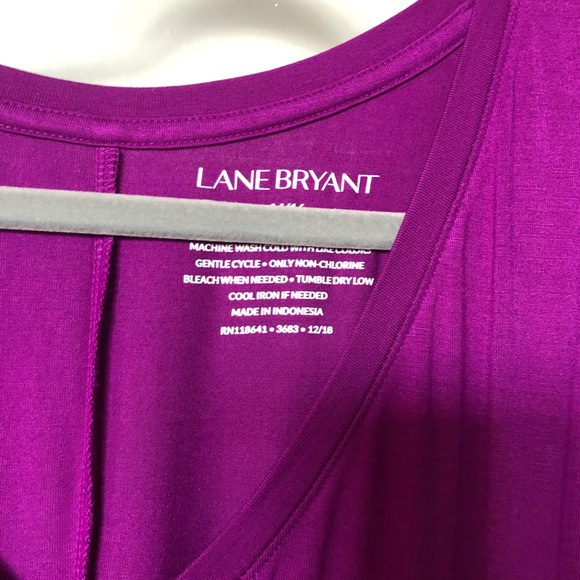 LANE BRYANT
MACHINE WASH COLD WITH LIKE COLORS
GENTLE CYCLE • ONLY NON-CHLORINE
BLEACH WHEN NEEDED • TUMBLE DRY LOW
COOL IRON IF NEEDED
MADE IN INDONESIA
RN118641 • 3683 • 12/18